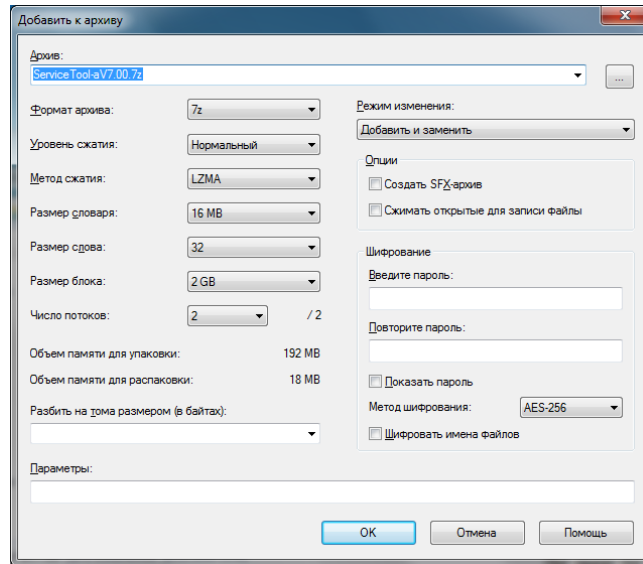 Добавить к архиву
Архив:
ServiceTool-aV7.00.7z
...
Формат архива: 7z
Уровень сжатия: Нормальный
Метод сжатия: LZMA
Размер словаря: 16 MB
Размер слова: 32
Размер блока: 2 GB
Число потоков: 2 / 2
Объем памяти для упаковки: 192 MB
Объем памяти для распаковки: 18 MB
Разбить на тома размером (в байтах):
Режим изменения:
Добавить и заменить
Опции
Создать SFX-архив
Сжимать открытые для записи файлы
Шифрование
Введите пароль:
Повторите пароль:
Показать пароль
Метод шифрования: AES-256
Шифровать имена файлов
Параметры:
OK Отмена Помощь